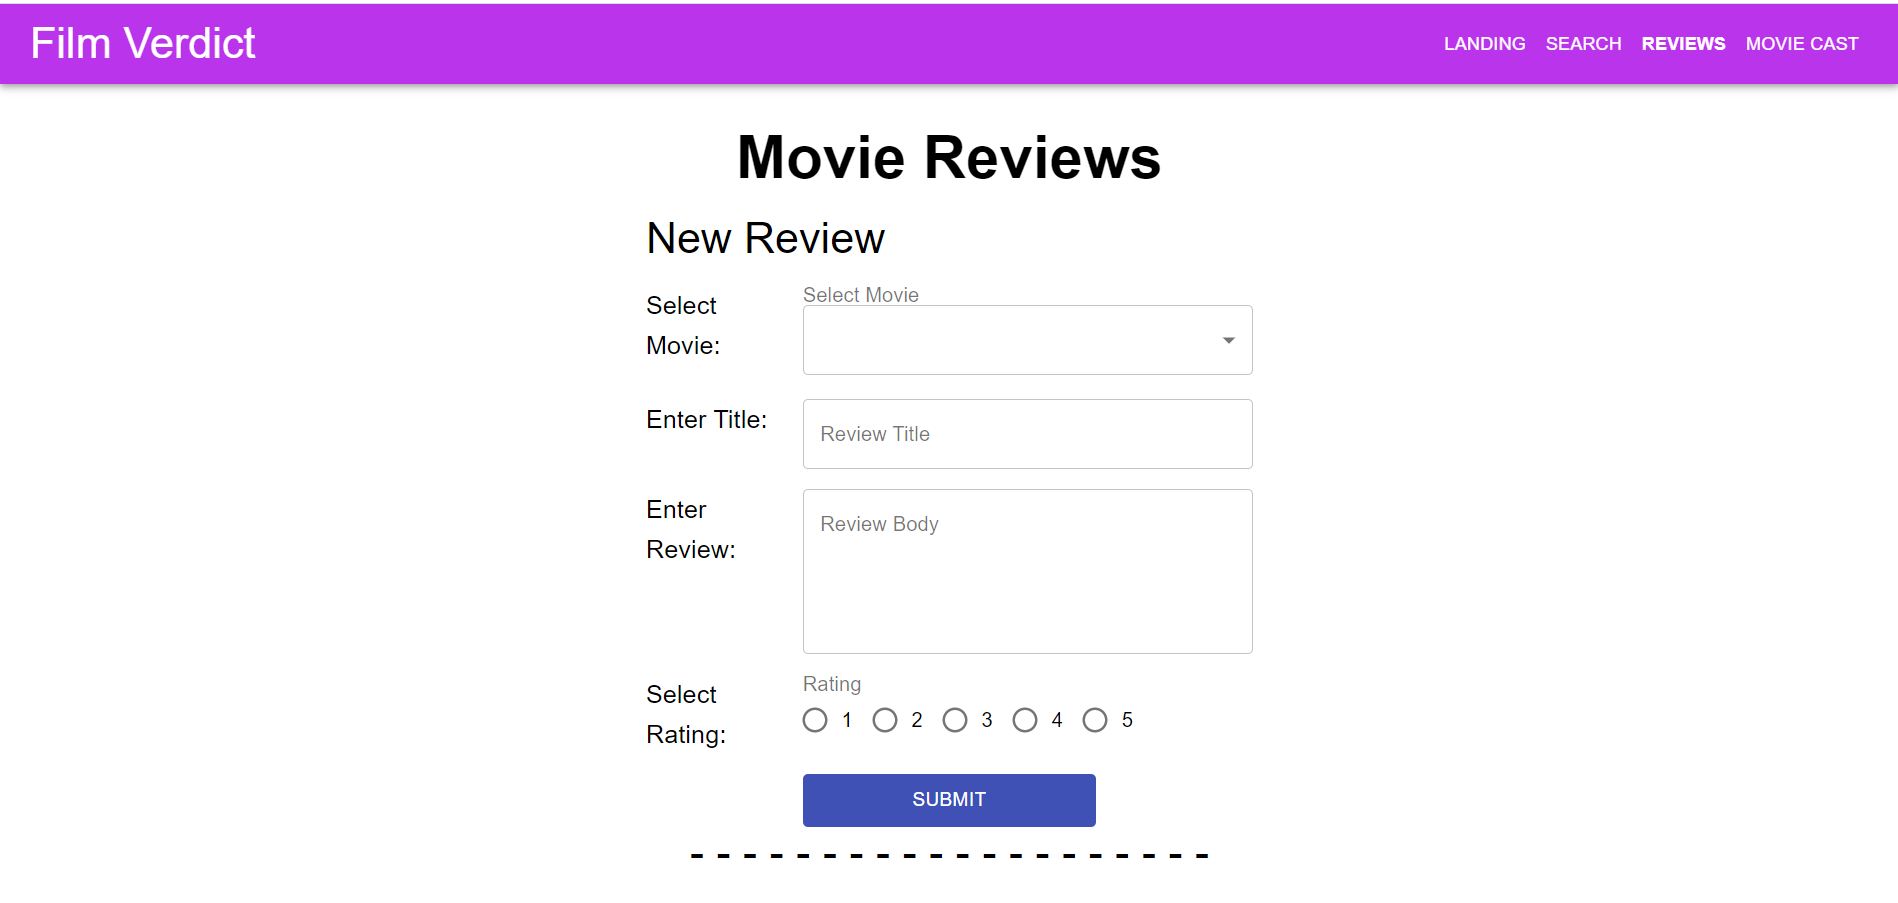 Film Verdict
LANDING SEARCH REVIEWS MOVIE CAST
Movie Reviews
New Review
Select Movie:
Select Movie
Enter Title:
Review Title
Enter Review:
Review Body
Select Rating:
Rating
1 2 3 4 5
SUBMIT
- - - - - - - - - - - - - - - - - - - -